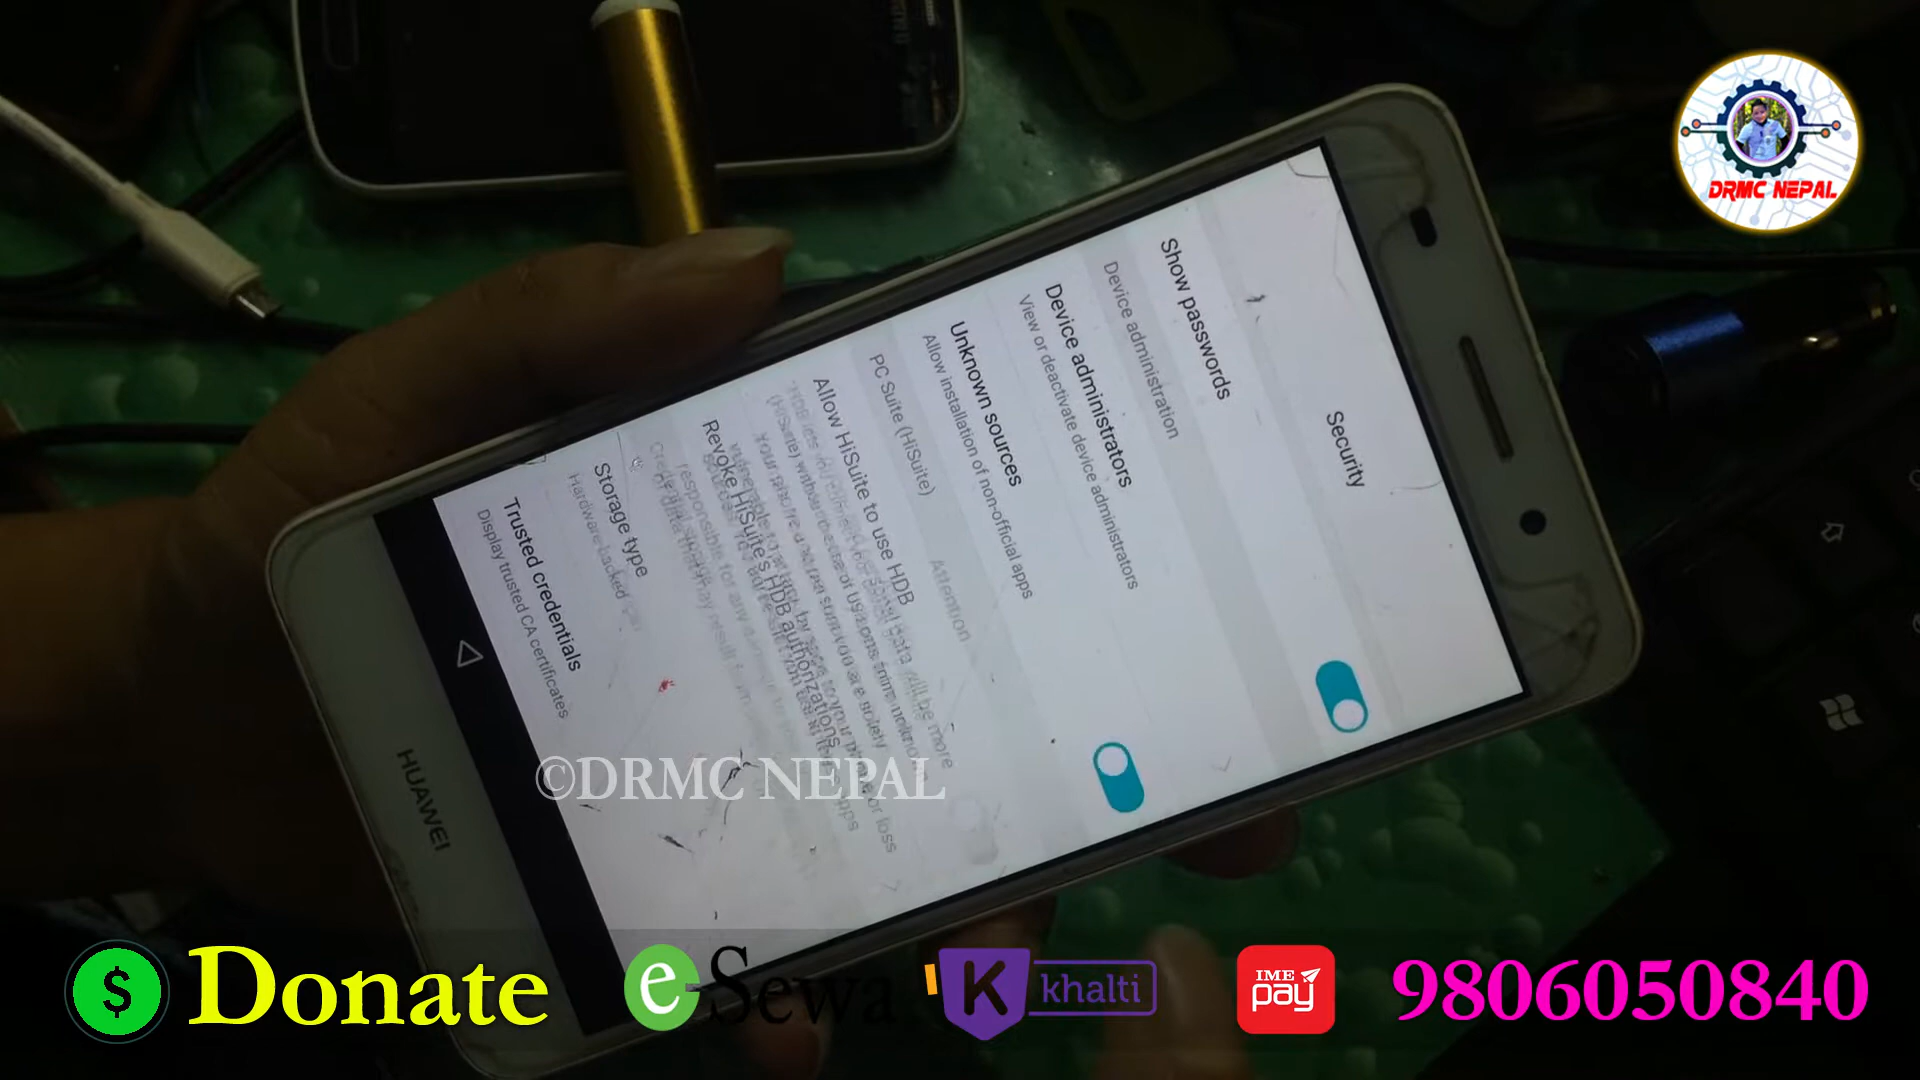 DRMC NEPAL
Security
Show passwords
Device administration
Device administrators
View or deactivate device administrators
Unknown sources
Allow installation of non-official apps
PC Suite (HiSuite)
Attention
Allow HiSuite to use HDB
Revoke HiSuite's HDB authorizations
Storage type
Hardware-backed
Trusted credentials
Display trusted CA certificates
HUAWEI
©DRMC NEPAL
$ Donate
e Sewa
K khalti
IME
pay
9806050840